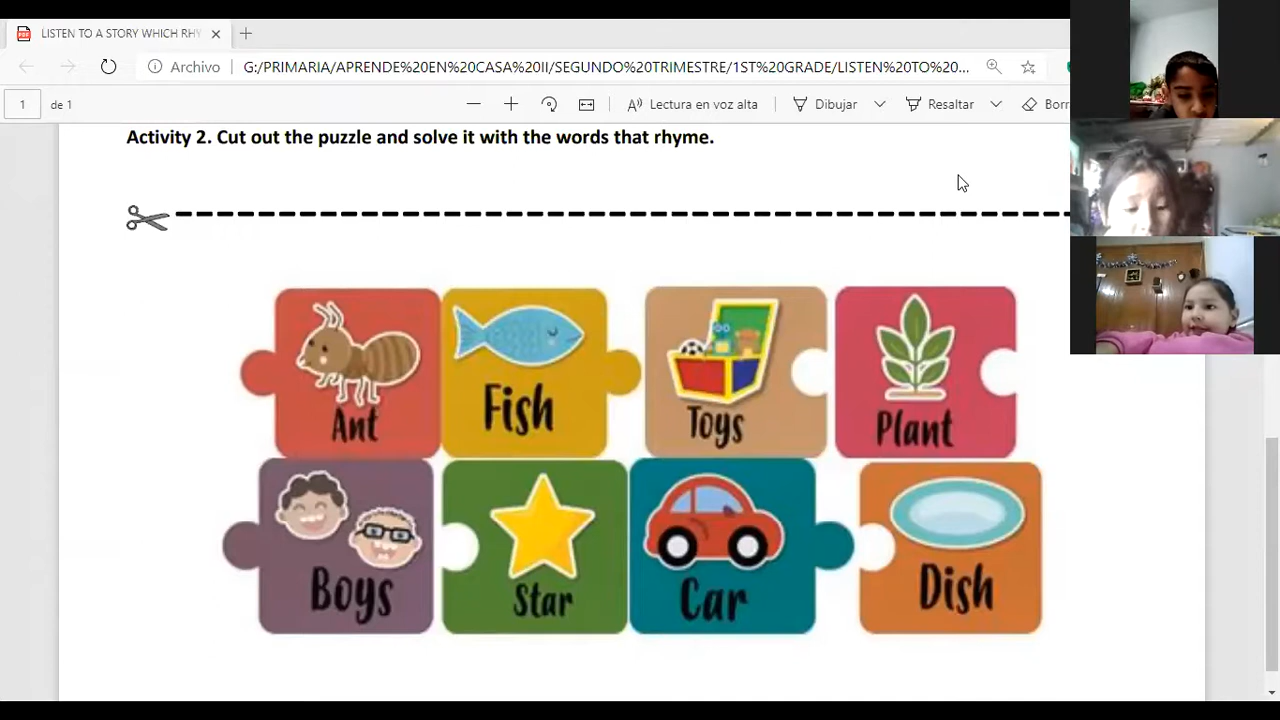 LISTEN TO A STORY WHICH RHY
Archivo G:/PRIMARIA/APRENDE%20EN%20CASA%20II/SEGUNDO%20TRIMESTRE/1ST%20GRADE/LISTEN%20TO%20...
1 de 1 Lectura en voz alta Dibujar Resaltar Borr
Activity 2. Cut out the puzzle and solve it with the words that rhyme.
Ant Fish Toys Plant
Boys Star Car Dish